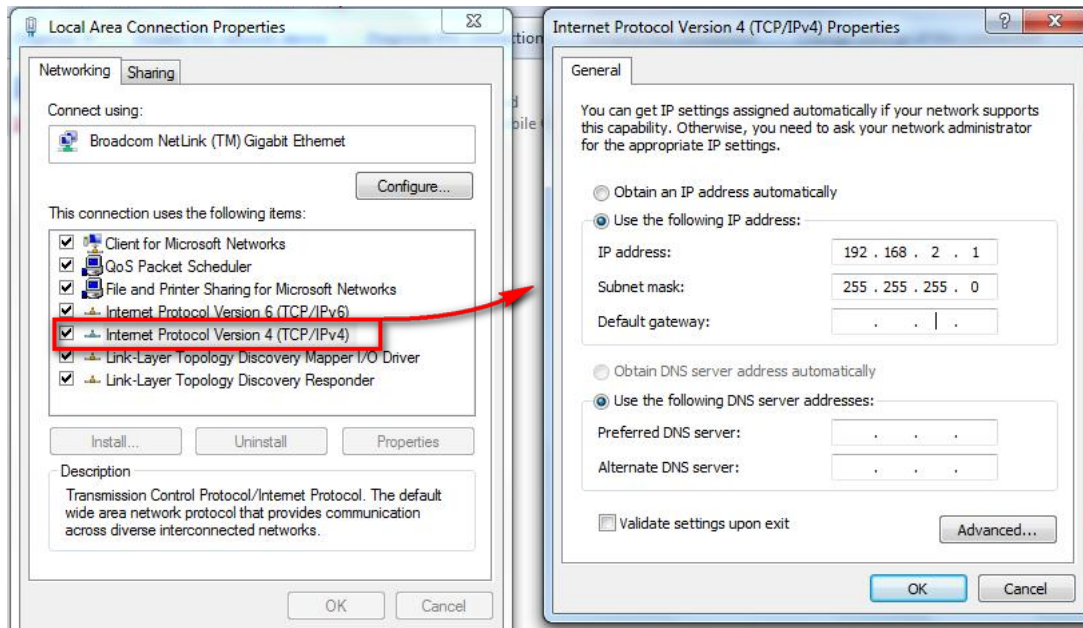 Local Area Connection Properties
Networking
Sharing
Connect using:
Broadcom NetLink (TM) Gigabit Ethernet
Configure...
This connection uses the following items:
Client for Microsoft Networks
QoS Packet Scheduler
File and Printer Sharing for Microsoft Networks
Internet Protocol Version 6 (TCP/IPv6)
Internet Protocol Version 4 (TCP/IPv4)
Link-Layer Topology Discovery Mapper I/O Driver
Link-Layer Topology Discovery Responder
Install...
Uninstall
Properties
Description
Transmission Control Protocol/Internet Protocol. The default
wide area network protocol that provides communication
across diverse interconnected networks.
OK
Cancel
Internet Protocol Version 4 (TCP/IPv4) Properties
General
You can get IP settings assigned automatically if your network supports
this capability. Otherwise, you need to ask your network administrator
for the appropriate IP settings.
Obtain an IP address automatically
Use the following IP address:
IP address: 192 . 168 . 2 . 1
Subnet mask: 255 . 255 . 255 . 0
Default gateway: . . .
Obtain DNS server address automatically
Use the following DNS server addresses:
Preferred DNS server: . . .
Alternate DNS server: . . .
Validate settings upon exit
Advanced...
OK
Cancel